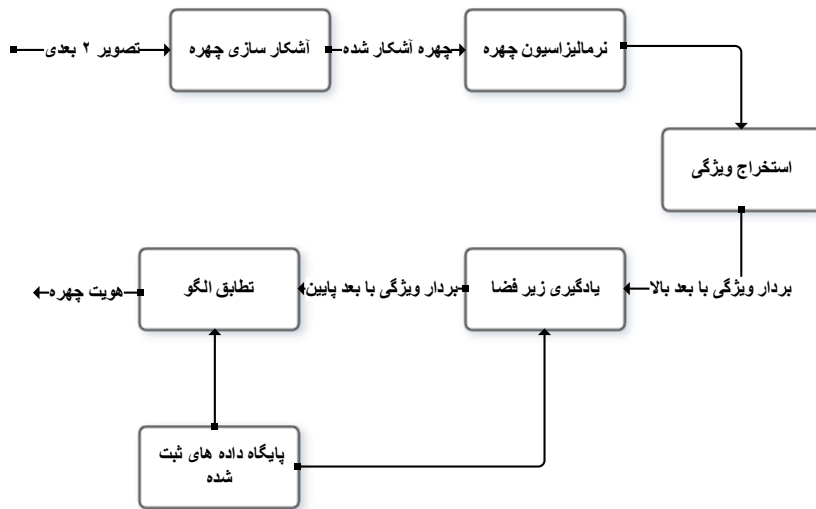 تصویر ۲ بعدی
آشکار سازی چهره
چهره آشکار شده
نرمالیزاسیون چهره
استخراج ویژگی
بردار ویژگی با بعد بالا
یادگیری زیر فضا
بردار ویژگی با بعد پایین
تطابق الگو
هویت چهره
پایگاه داده های ثبت
شده